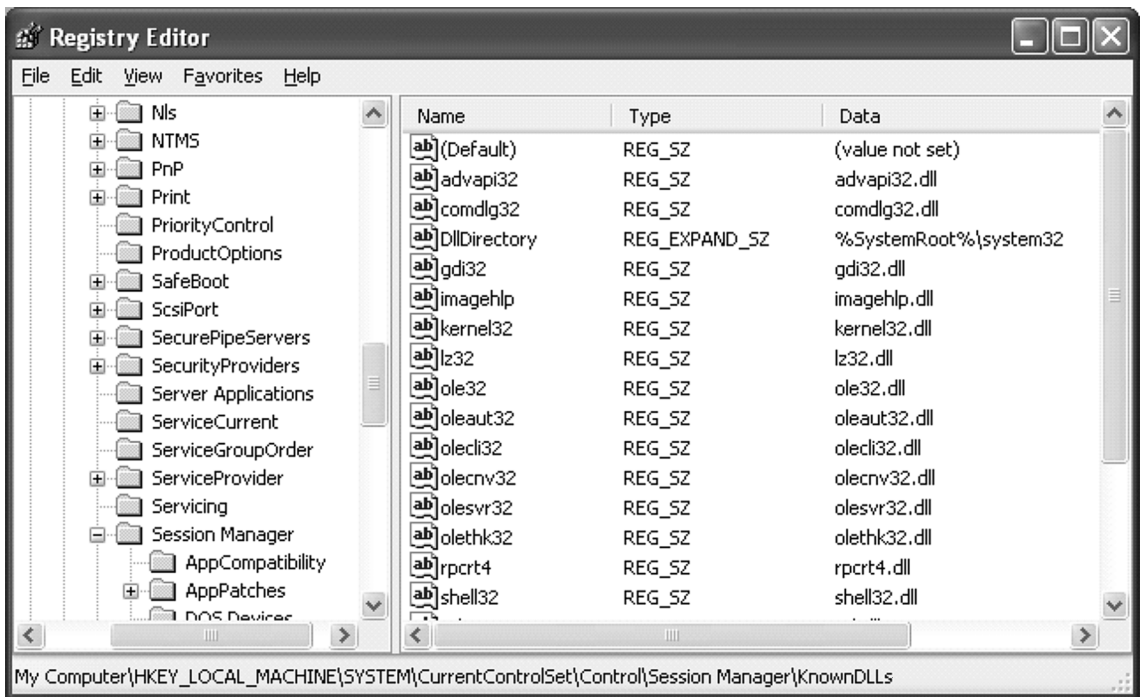 Registry Editor
File Edit View Favorites Help
Nls
NTMS
PnP
Print
PriorityControl
ProductOptions
SafeBoot
ScsiPort
SecurePipeServers
SecurityProviders
Server Applications
ServiceCurrent
ServiceGroupOrder
ServiceProvider
Servicing
Session Manager
AppCompatibility
AppPatches
DOS Devices
Name Type Data
(Default) REG_SZ (value not set)
advapi32 REG_SZ advapi32.dll
comdlg32 REG_SZ comdlg32.dll
DllDirectory REG_EXPAND_SZ %SystemRoot%\system32
gdi32 REG_SZ gdi32.dll
imagehlp REG_SZ imagehlp.dll
kernel32 REG_SZ kernel32.dll
lz32 REG_SZ lz32.dll
ole32 REG_SZ ole32.dll
oleaut32 REG_SZ oleaut32.dll
olecli32 REG_SZ olecli32.dll
olecnv32 REG_SZ olecnv32.dll
olesvr32 REG_SZ olesvr32.dll
olethk32 REG_SZ olethk32.dll
rpcrt4 REG_SZ rpcrt4.dll
shell32 REG_SZ shell32.dll
My Computer\HKEY_LOCAL_MACHINE\SYSTEM\CurrentControlSet\Control\Session Manager\KnownDLLs